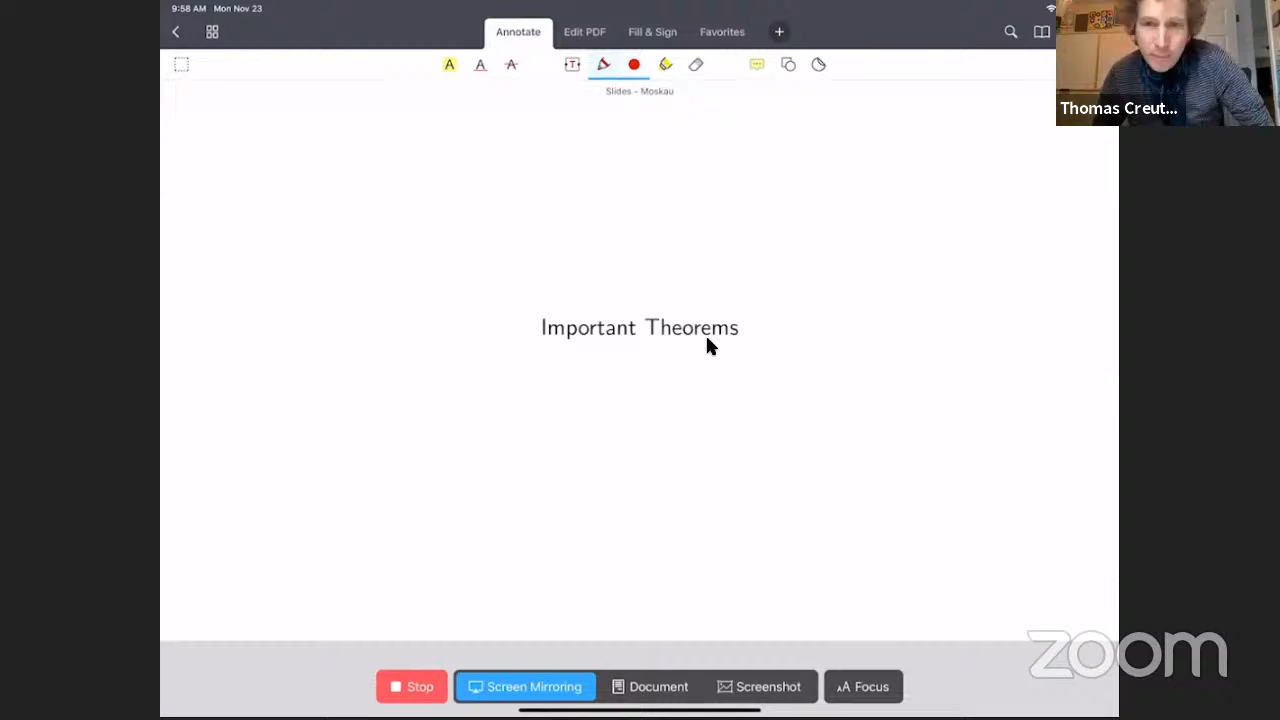 9:58 AM Mon Nov 23
Annotate Edit PDF Fill & Sign Favorites +
A A A T
Slides - Moskau
Thomas Creut...
Important Theorems
zoom
Stop Screen Mirroring Document Screenshot AA Focus